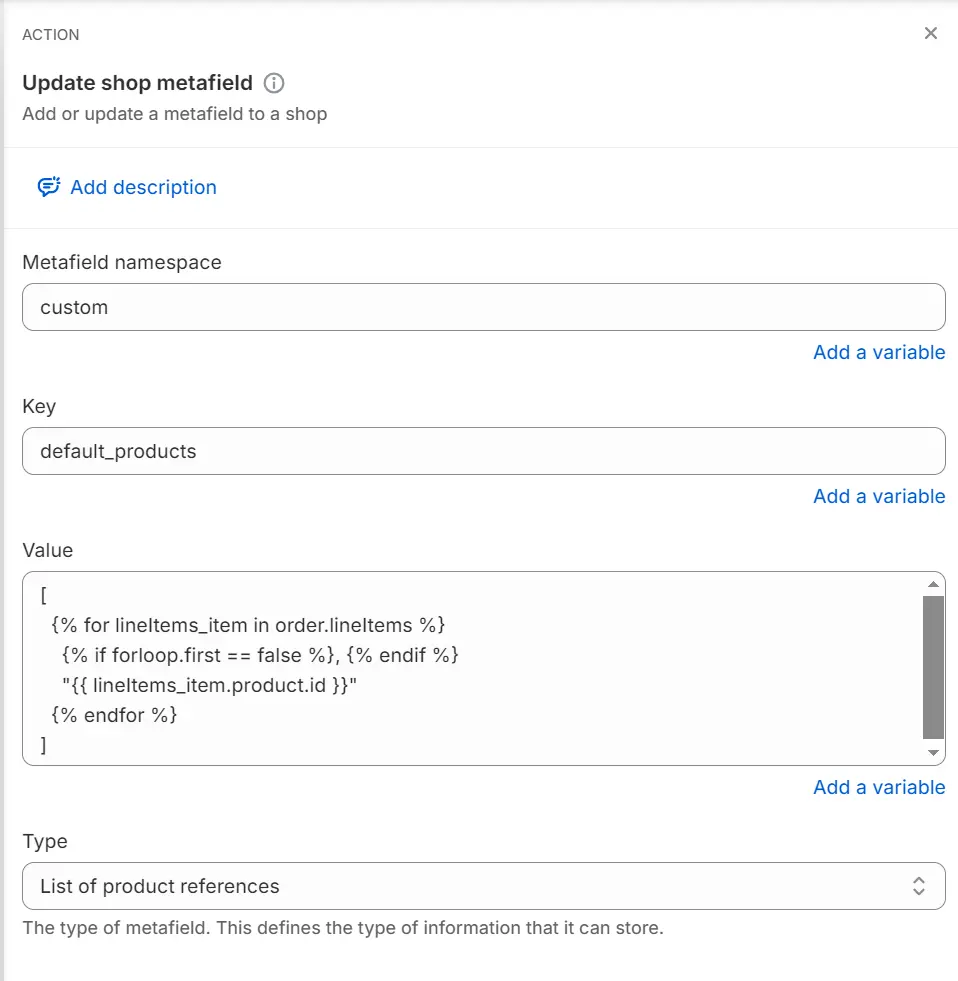 ACTION
Update shop metafield
Add or update a metafield to a shop
Add description
Metafield namespace
custom
Add a variable
Key
default_products
Add a variable
Value
[
{% for lineItems_item in order.lineItems %}
{% if forloop.first == false %}, {% endif %}
"{{ lineItems_item.product.id }}"
{% endfor %}
]
Add a variable
Type
List of product references
The type of metafield. This defines the type of information that it can store.